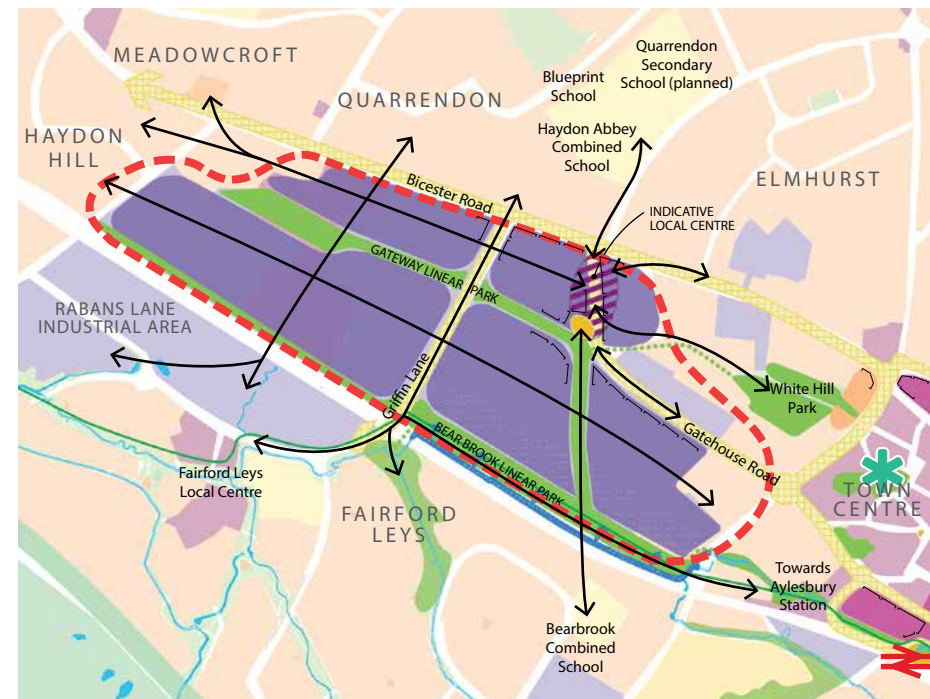 MEADOWCROFT
Quarrendon
Secondary
School (planned)
Blueprint
School
QUARRENDON
HAYDON
HILL
Haydon Abbey
Combined
School
ELMHURST
Bicester Road
INDICATIVE
LOCAL CENTRE
GATEWAY LINEAR PARK
RABANS LANE
INDUSTRIAL AREA
Griffin Lane
White Hill
Park
BEAR BROOK LINEAR PARK
Gatehouse Road
Fairford Leys
Local Centre
TOWN
CENTRE
FAIRFORD
LEYS
Towards
Aylesbury
Station
Bearbrook
Combined
School